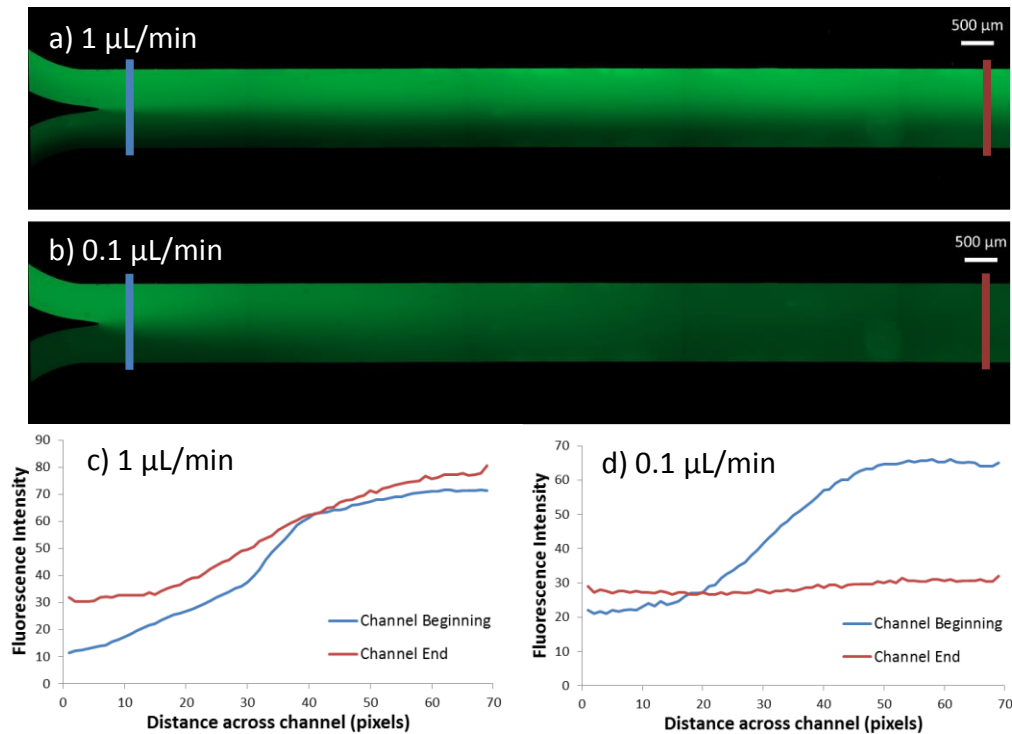 a) 1 µL/min
500 µm
b) 0.1 µL/min
500 µm
c) 1 µL/min
Fluorescence Intensity
90
80
70
60
50
40
30
20
10
0
Channel Beginning
Channel End
0 10 20 30 40 50 60 70
Distance across channel (pixels)
d) 0.1 µL/min
Fluorescence Intensity
70
60
50
40
30
20
10
0
Channel Beginning
Channel End
0 10 20 30 40 50 60 70
Distance across channel (pixels)